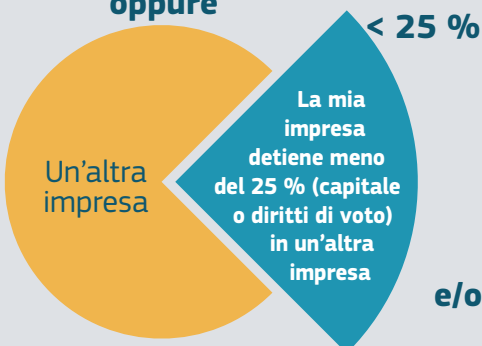 oppure
< 25 %
La mia
impresa
detiene meno
del 25 % (capitale
o diritti di voto)
in un’altra
impresa
Un’altra
impresa
e/o